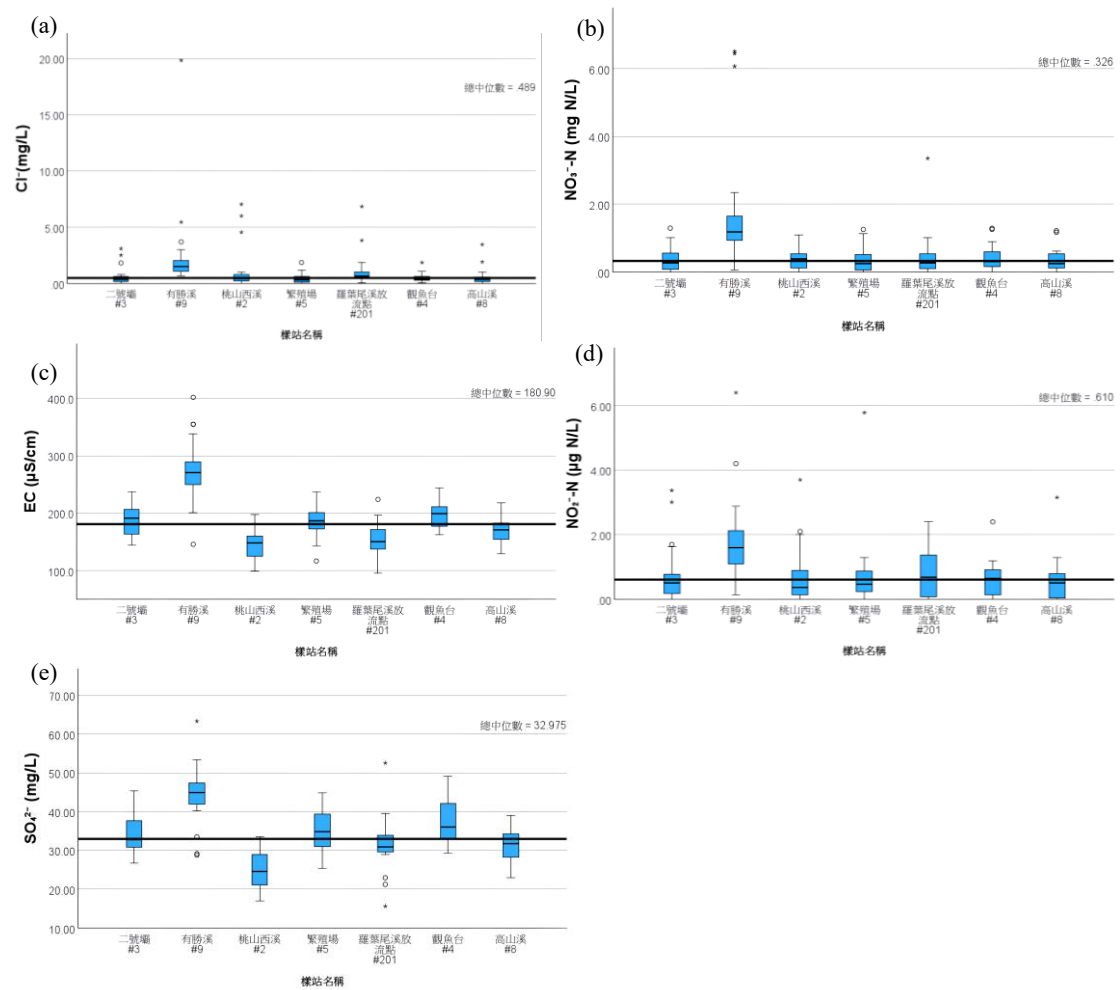 (a)
Cl⁻(mg/L)
20.00
15.00
10.00
5.00
.00
總中位數 = .489
二號壩 有勝溪 桃山西溪 繁殖場 羅葉尾溪放 觀魚台 高山溪
#3 #9 #2 #5 流點 #4 #8
#201
樣站名稱
(b)
NO₃⁻-N (mg N/L)
6.00
4.00
2.00
.00
總中位數 = .326
二號壩 有勝溪 桃山西溪 繁殖場 羅葉尾溪放 觀魚台 高山溪
#3 #9 #2 #5 流點 #4 #8
#201
樣站名稱
(c)
EC (µS/cm)
400.0
300.0
200.0
100.0
總中位數 = 180.90
二號壩 有勝溪 桃山西溪 繁殖場 羅葉尾溪放 觀魚台 高山溪
#3 #9 #2 #5 流點 #4 #8
#201
樣站名稱
(d)
NO₂⁻-N (µg N/L)
6.00
4.00
2.00
.00
總中位數 = .610
二號壩 有勝溪 桃山西溪 繁殖場 羅葉尾溪放 觀魚台 高山溪
#3 #9 #2 #5 流點 #4 #8
#201
樣站名稱
(e)
SO₄²⁻ (mg/L)
70.00
60.00
50.00
40.00
30.00
20.00
10.00
總中位數 = 32.975
二號壩 有勝溪 桃山西溪 繁殖場 羅葉尾溪放 觀魚台 高山溪
#3 #9 #2 #5 流點 #4 #8
#201
樣站名稱